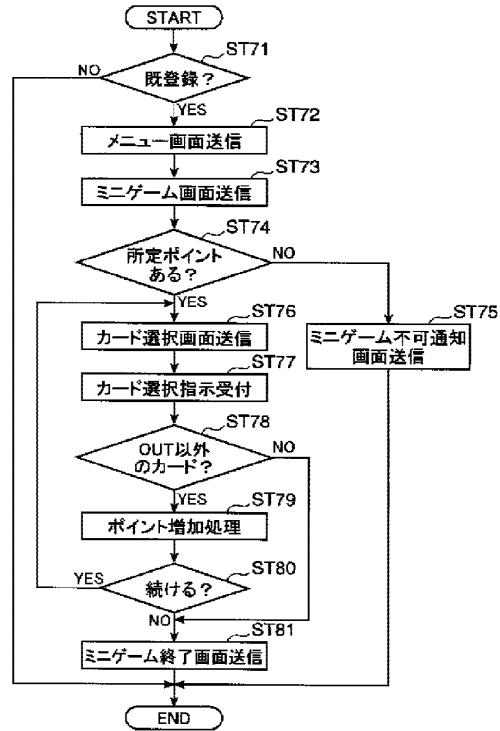 START
ST71
NO
既登録？
YES
ST72
メニュー画面送信
ST73
ミニゲーム画面送信
ST74
所定ポイント
ある？
NO
YES
ST76
カード選択画面送信
ST75
ミニゲーム不可通知
画面送信
ST77
カード選択指示受付
ST78
OUT以外
のカード？
NO
YES
ST79
ポイント増加処理
ST80
YES
続ける？
NO
ST81
ミニゲーム終了画面送信
END